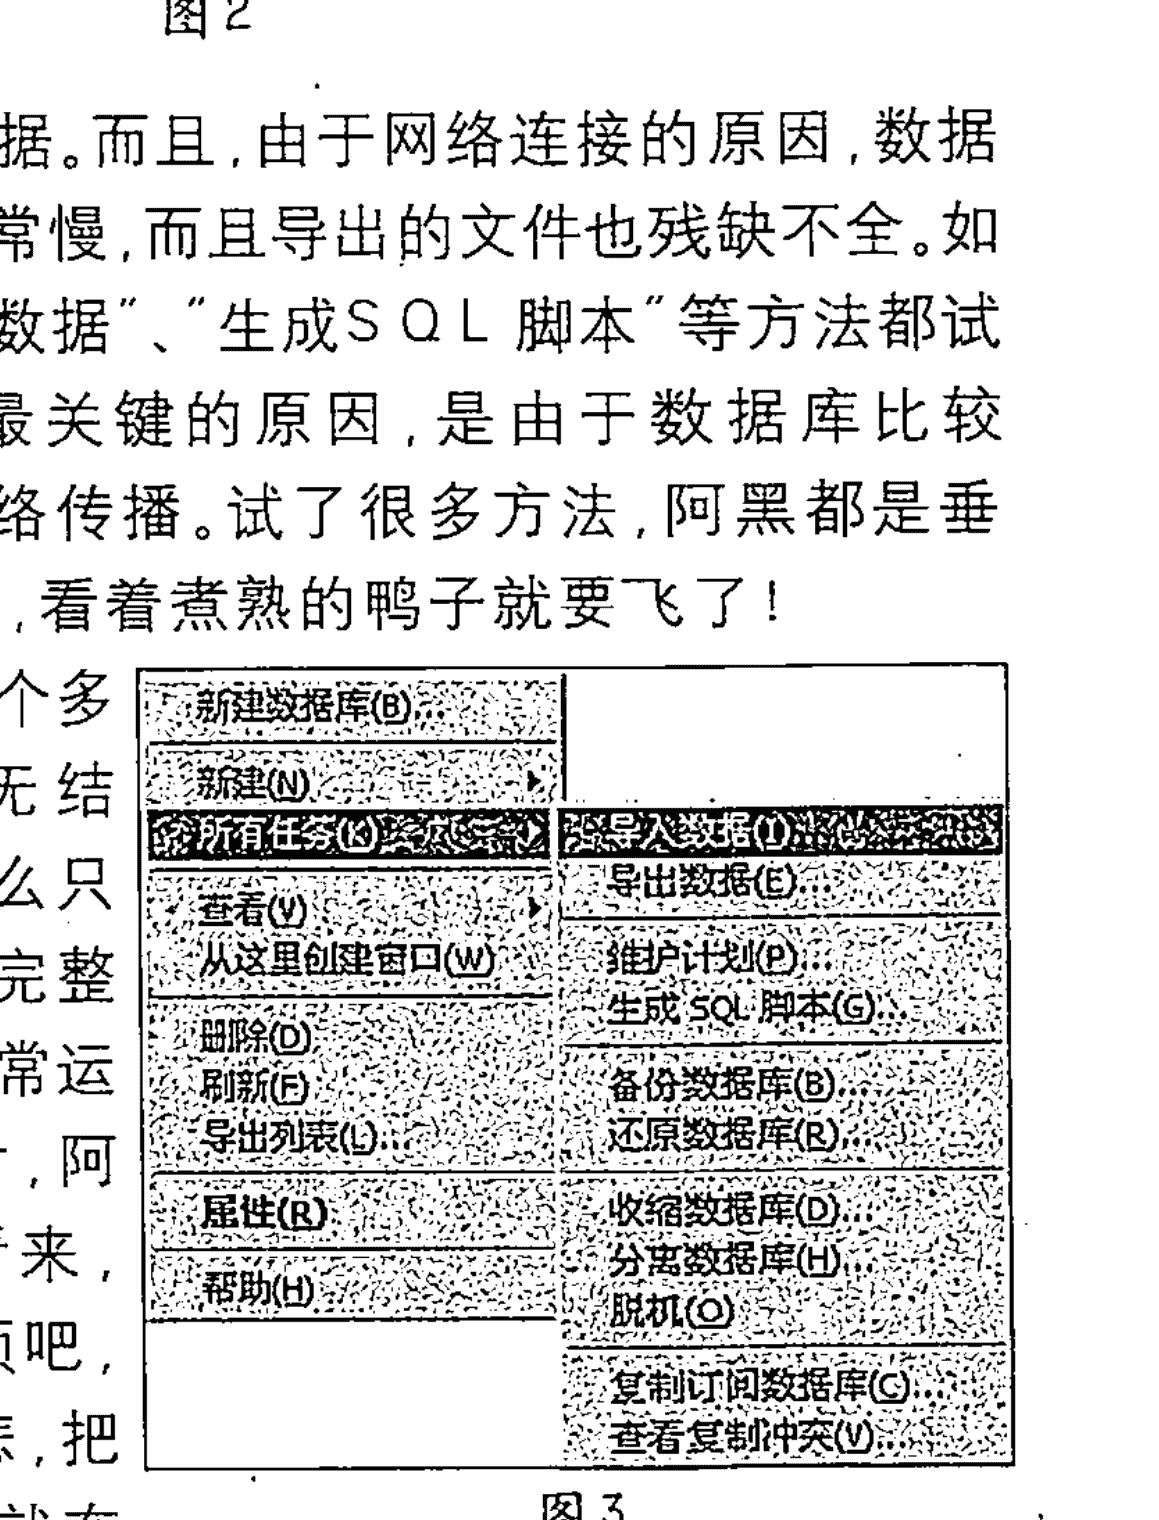 图2
据。而且,由于网络连接的原因,数据
常慢,而且导出的文件也残缺不全。如
数据"、"生成SQL 脚本"等方法都试
最关键的原因,是由于数据库比较
络传播。试了很多方法,阿黑都是垂
,看着煮熟的鸭子就要飞了!
个多
无结
么只
完整
常运
,阿
来,
吧,
,把
新建数据库(B)...
新建(N)
所有任务(K)
查看(V)
从这里创建窗口(W)
删除(D)
刷新(F)
导出列表(L)...
属性(R)
帮助(H)
导入数据(I)...
导出数据(E)...
维护计划(P)...
生成 SQL 脚本(G)...
备份数据库(B)...
还原数据库(R)...
收缩数据库(D)...
分离数据库(H)...
脱机(O)
复制订阅数据库(C)...
查看复制冲突(V)...
图3